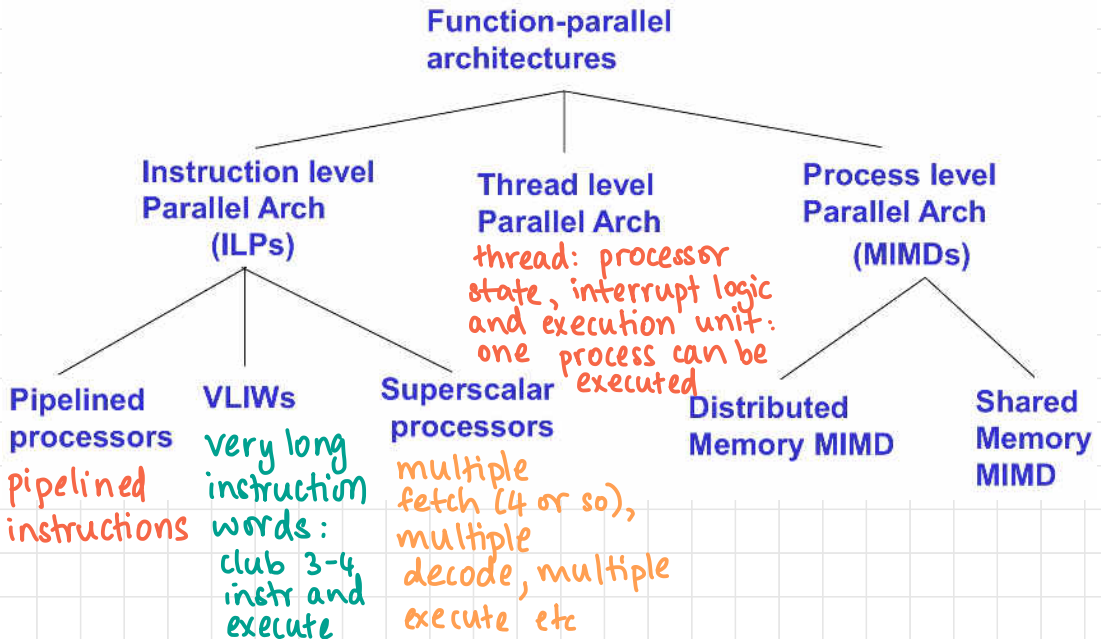 Function-parallel
architectures
Instruction level
Parallel Arch
(ILPs)
Thread level
Parallel Arch
thread: processor
state, interrupt logic
and execution unit:
one process can be
executed
Process level
Parallel Arch
(MIMDs)
Pipelined
processors
pipelined
instructions
VLIWs
very long
instruction
words:
club 3-4
instr and
execute
Superscalar
processors
multiple
fetch (4 or so),
multiple
decode, multiple
execute etc
Distributed
Memory MIMD
Shared
Memory
MIMD